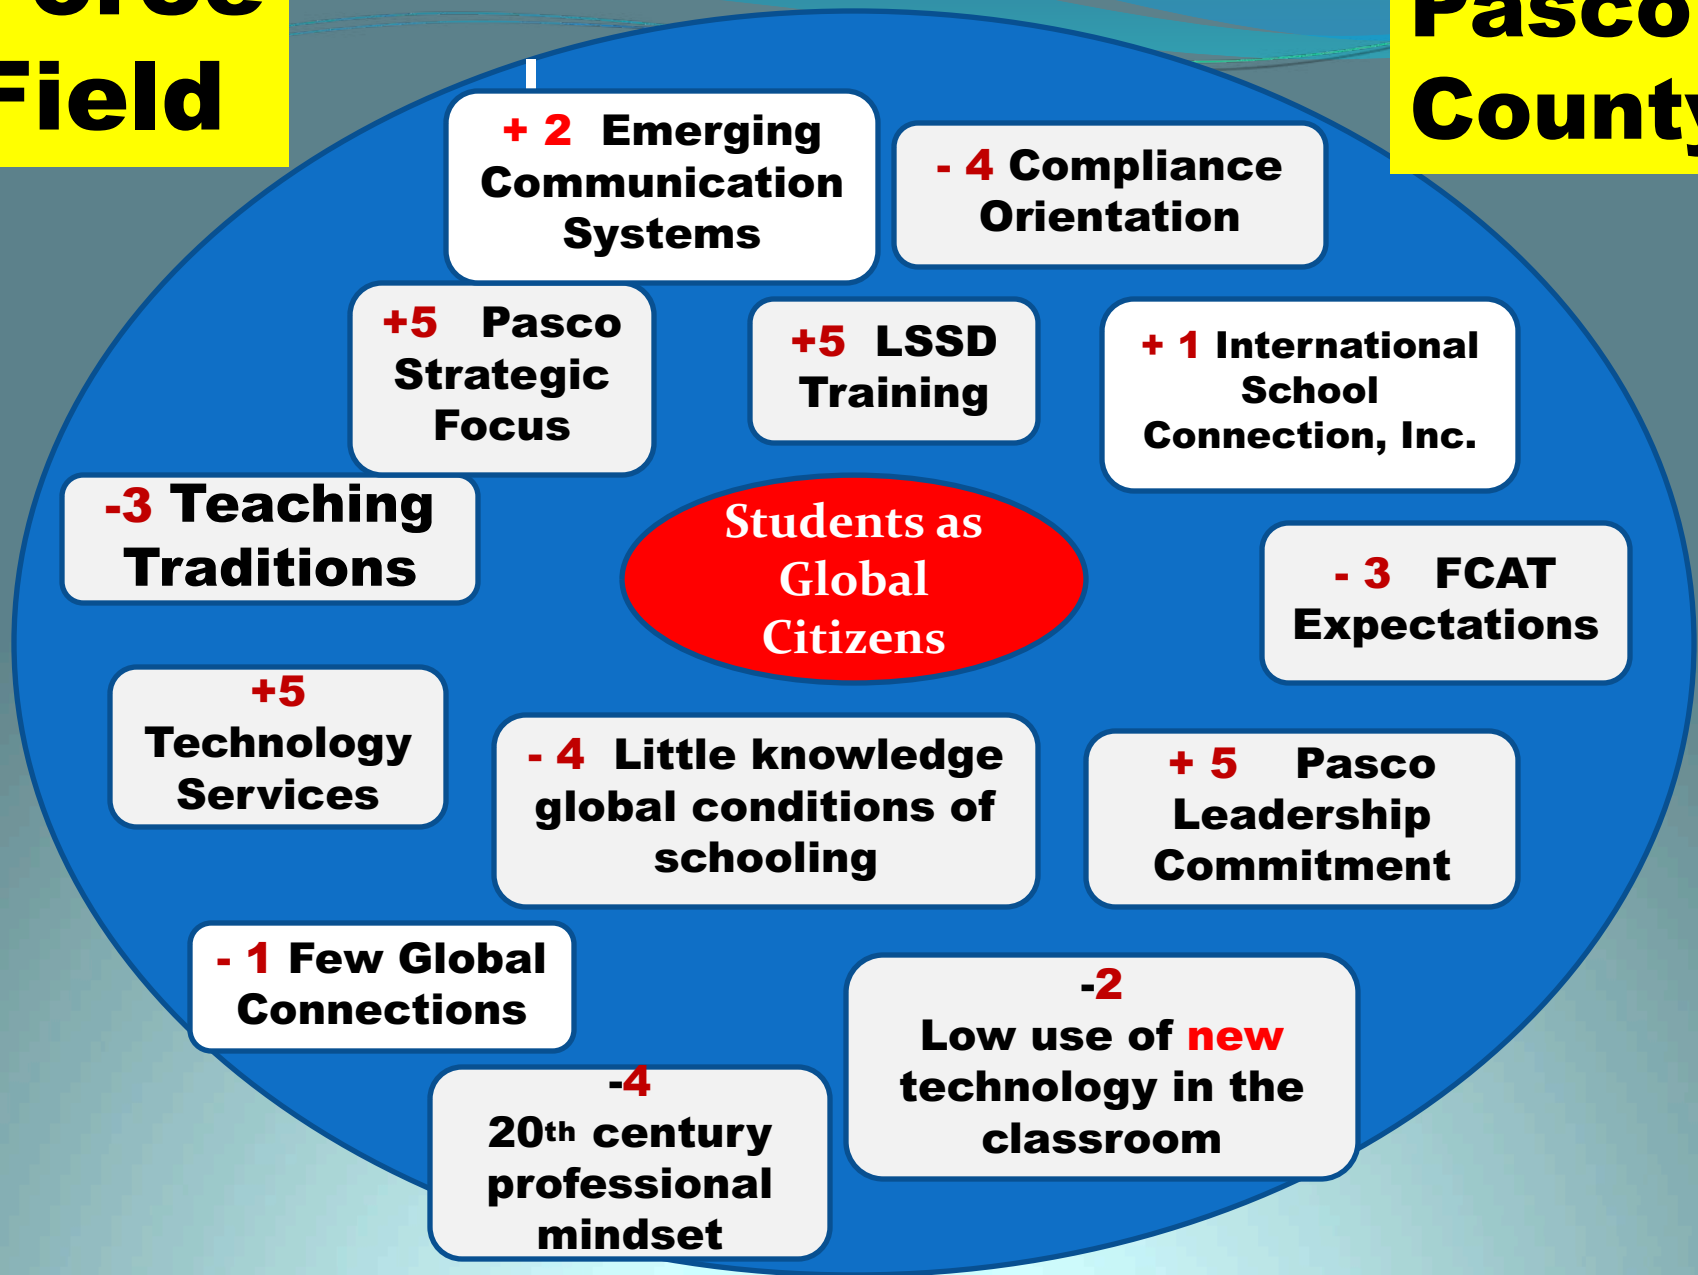 Field
Pasco
County
+ 2 Emerging
Communication
Systems
- 4 Compliance
Orientation
+5 Pasco
Strategic
Focus
+5 LSSD
Training
+ 1 International
School
Connection, Inc.
-3 Teaching
Traditions
Students as
Global
Citizens
- 3 FCAT
Expectations
+5
Technology
Services
- 4 Little knowledge
global conditions of
schooling
+ 5 Pasco
Leadership
Commitment
- 1 Few Global
Connections
-2
Low use of new
technology in the
classroom
-4
20th century
professional
mindset